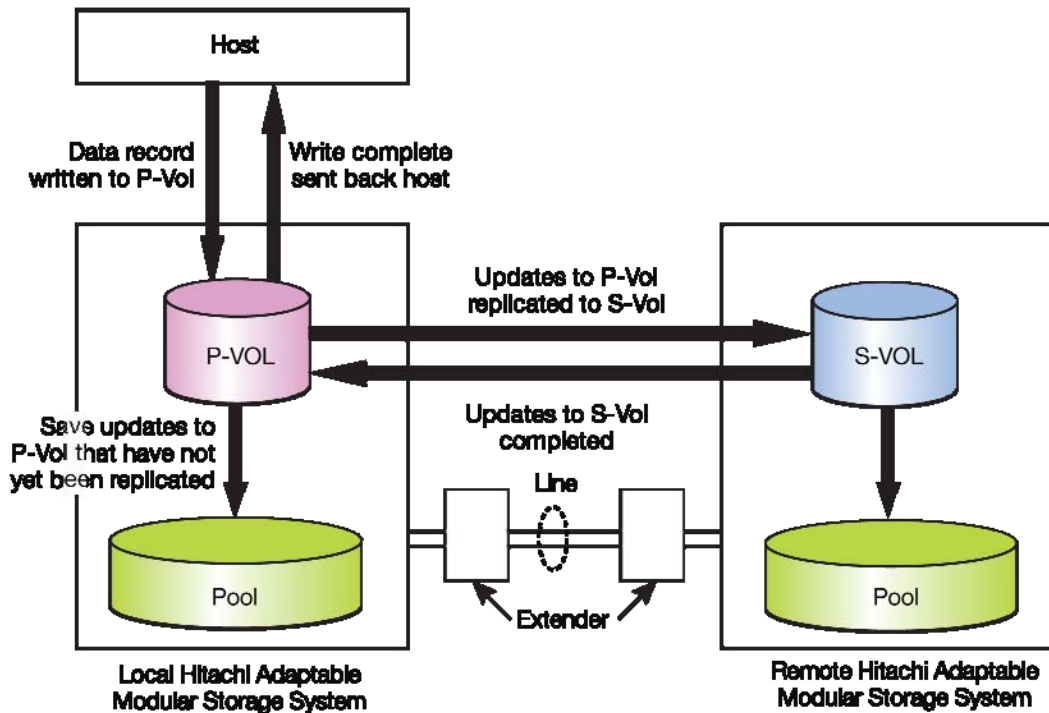 Host
Data record
written to P-Vol
Write complete
sent back host
Updates to P-Vol
replicated to S-Vol
P-VOL
S-VOL
Updates to S-Vol
completed
Save updates to
P-Vol that have not
yet been replicated
Line
Pool
Pool
Extender
Local Hitachi Adaptable
Modular Storage System
Remote Hitachi Adaptable
Modular Storage System